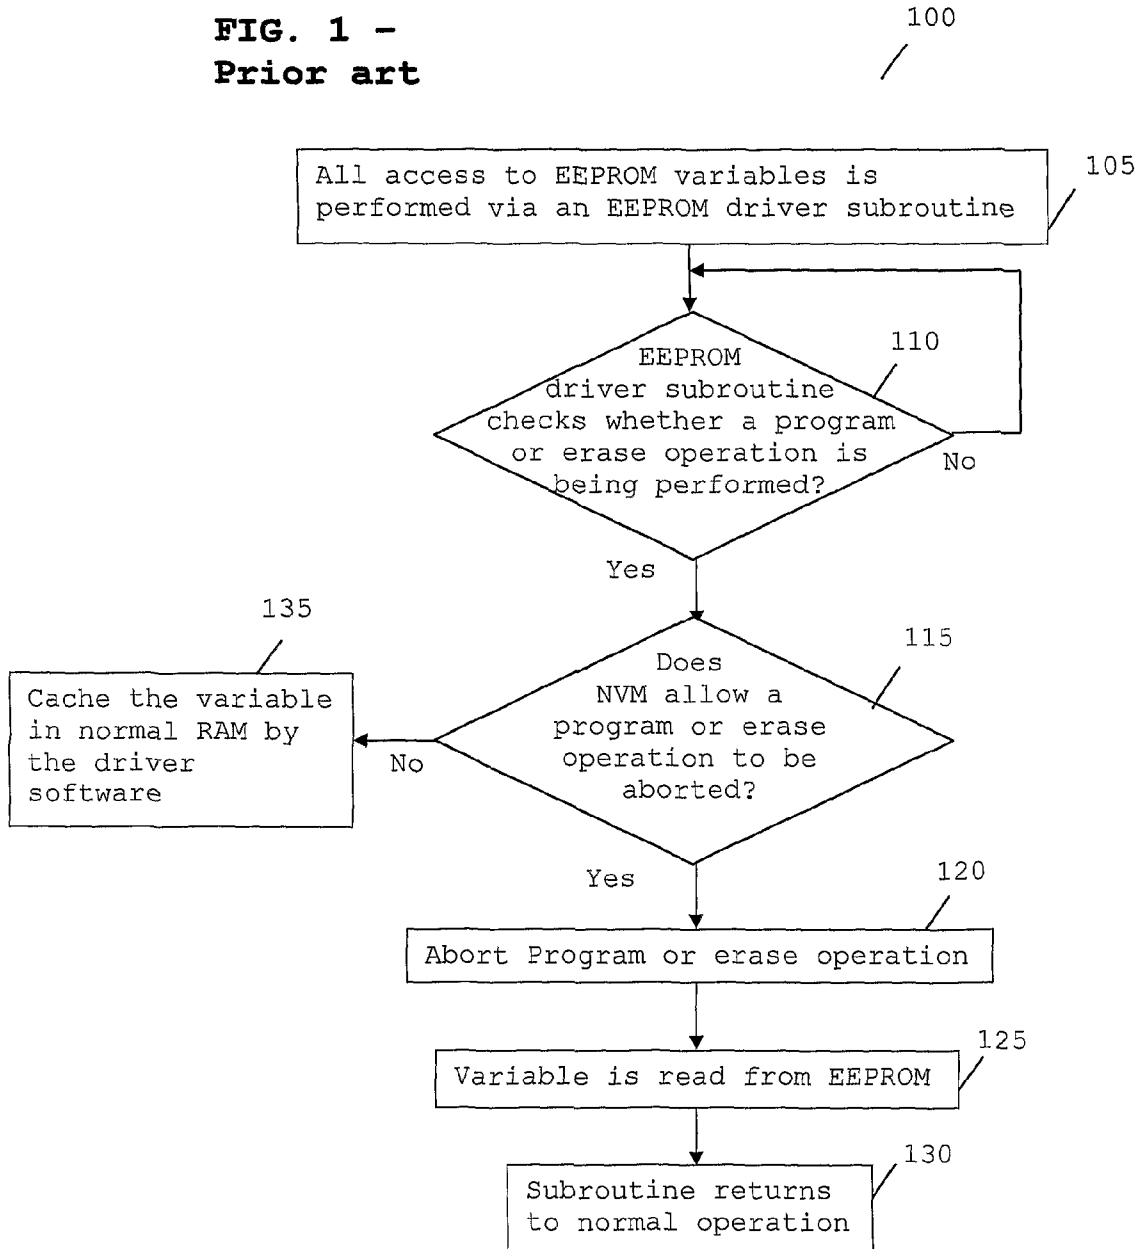 FIG. 1 –
Prior art
100
All access to EEPROM variables is
performed via an EEPROM driver subroutine
105
EEPROM
driver subroutine
checks whether a program
or erase operation is
being performed?
110
No
Yes
135
Cache the variable
in normal RAM by
the driver
software
No
Does
NVM allow a
program or erase
operation to be
aborted?
115
Yes
120
Abort Program or erase operation
125
Variable is read from EEPROM
130
Subroutine returns
to normal operation